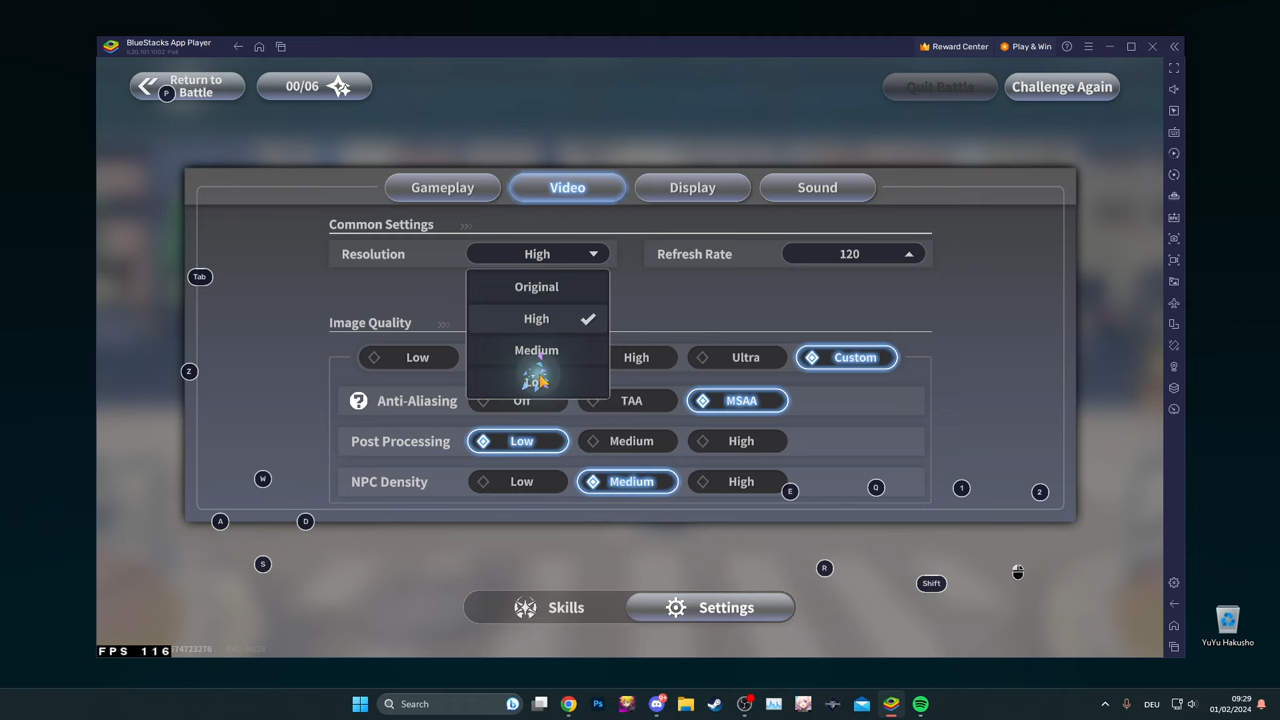 BlueStacks App Player
Reward Center
Play & Win
Return to
Battle
P
00/06
Quit Battle
Challenge Again
Gameplay
Video
Display
Sound
Common Settings
Resolution
High
Refresh Rate
120
Tab
Original
High
Image Quality
Medium
Low
High
Ultra
Custom
Z
Anti-Aliasing
Off
TAA
MSAA
Post Processing
Low
Medium
High
NPC Density
Low
Medium
High
W
E
Q
1
2
A
D
S
R
Shift
Skills
Settings
FPS 116
YuYu Hakusho
Search
DEU
09:29
01/02/2024